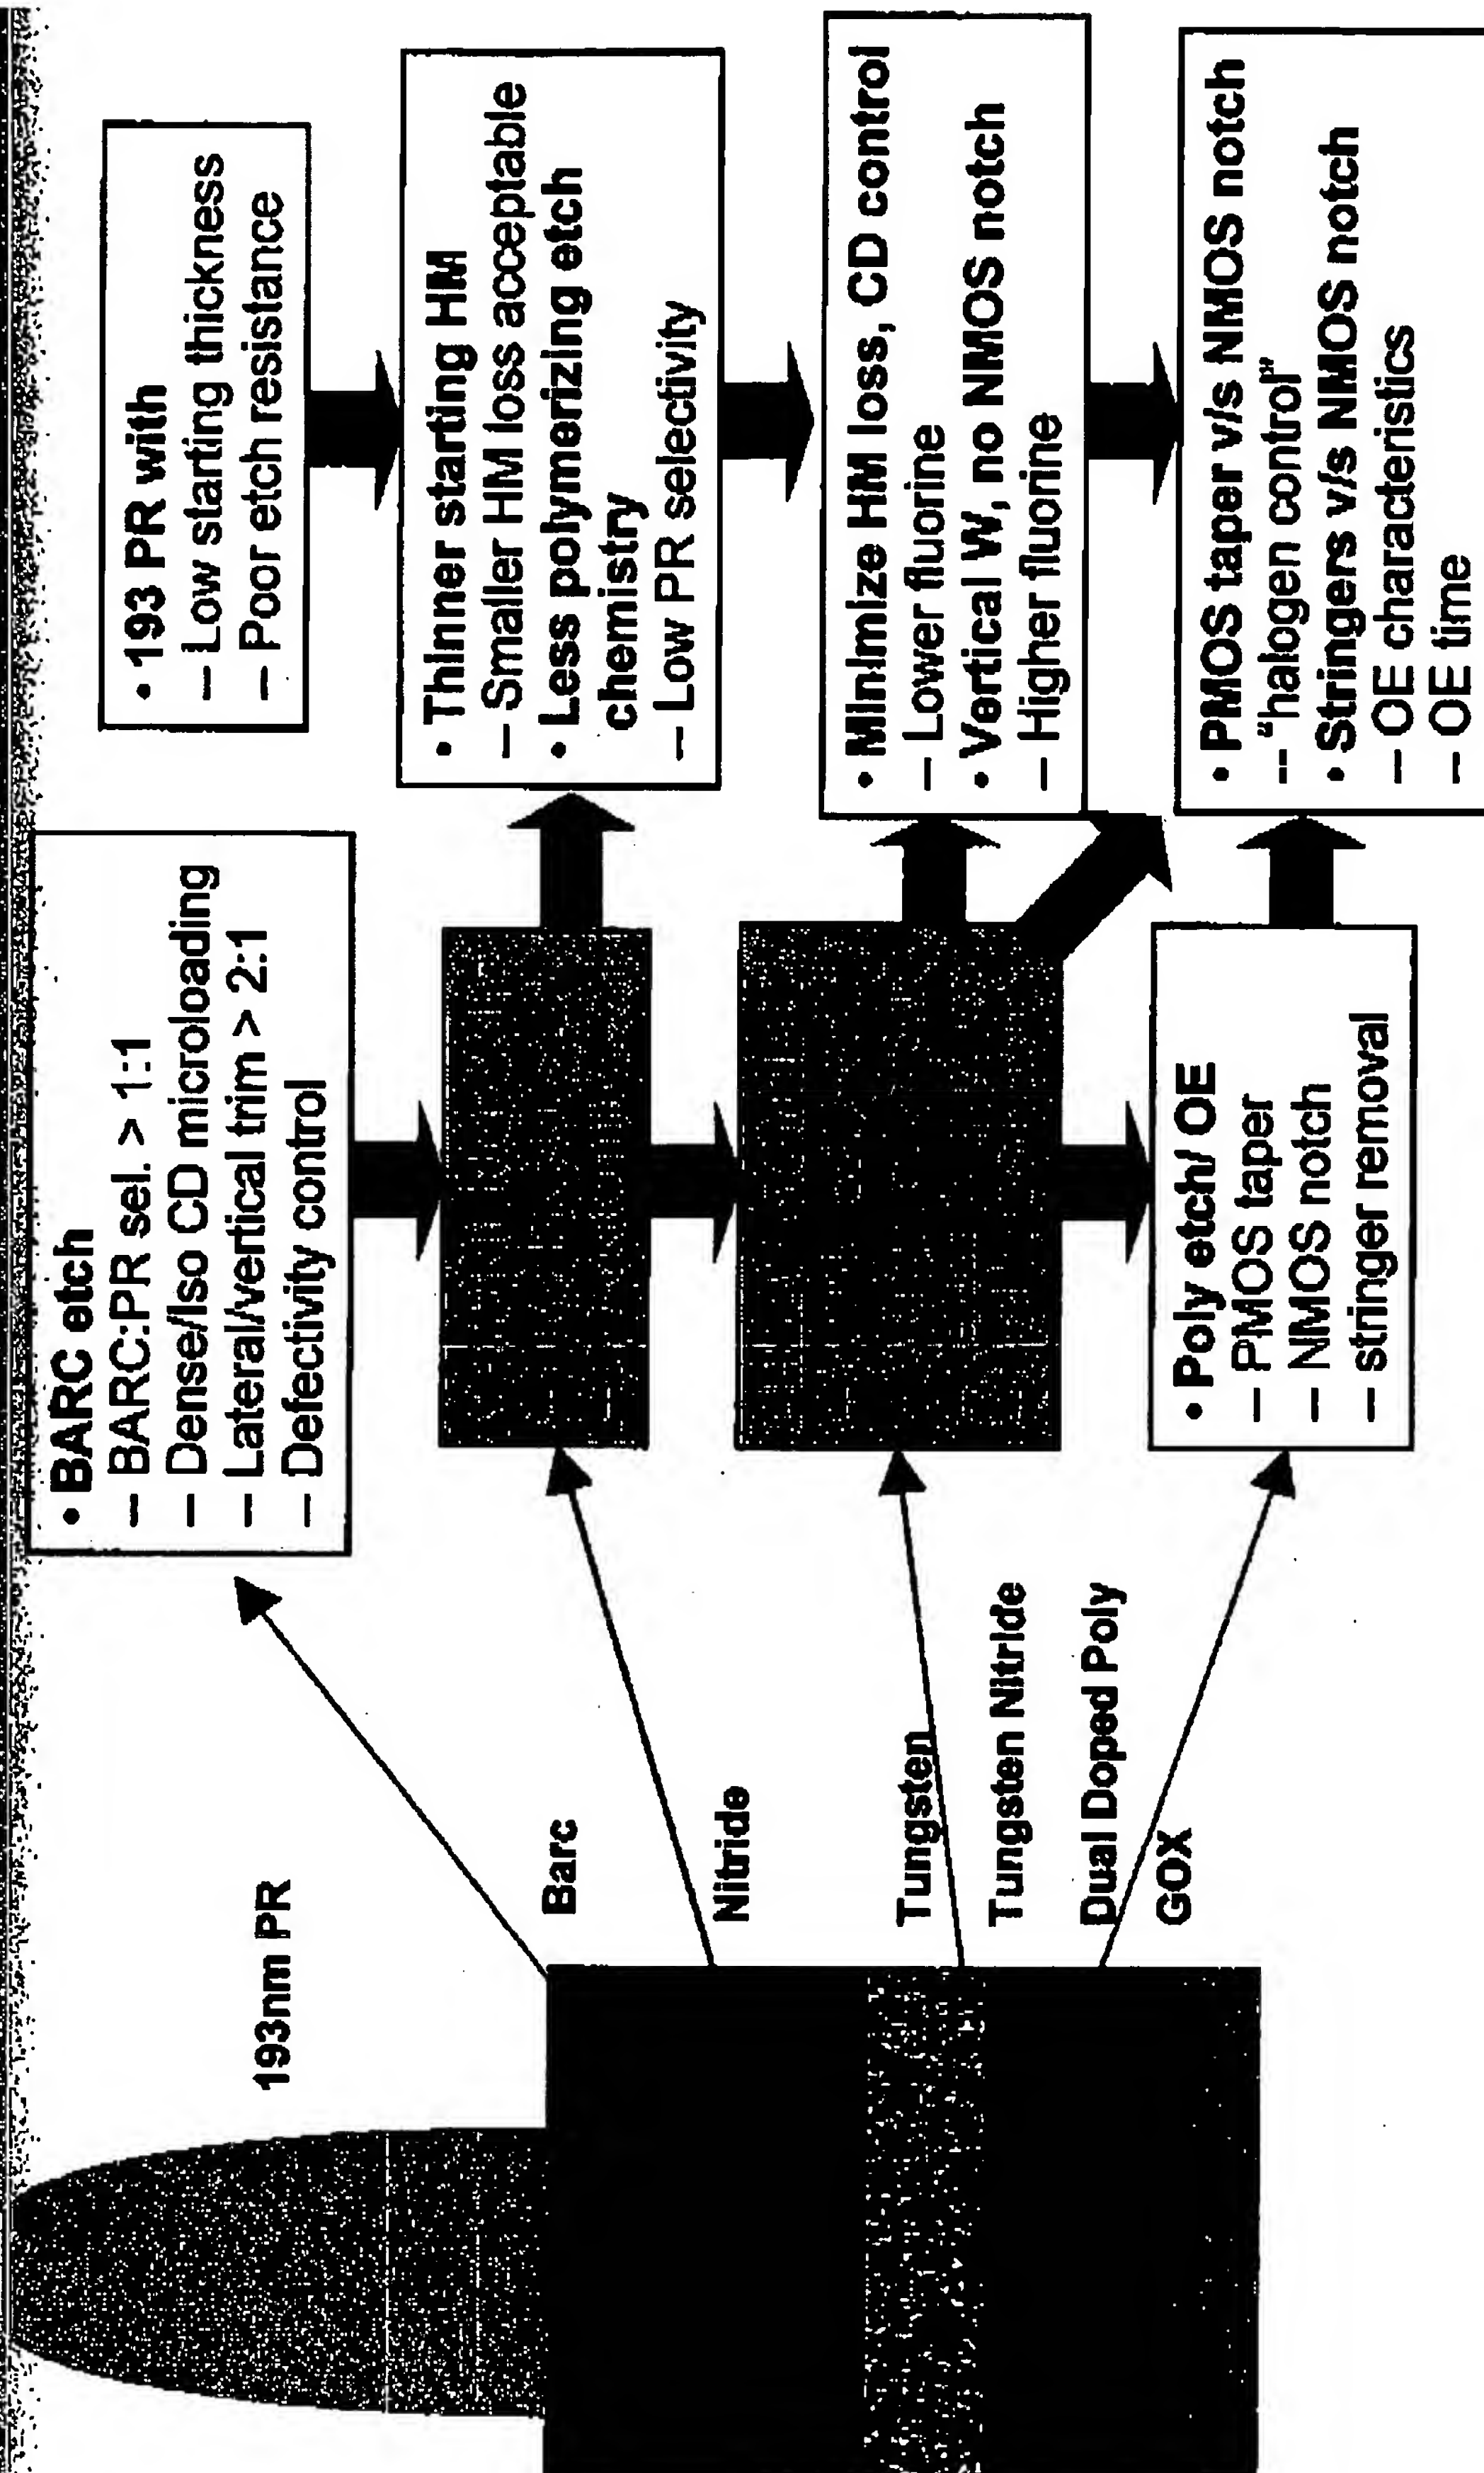 193nm PR
Barc
Nitride
Tungsten
Tungsten Nitride
Dual Doped Poly
GOX
• BARC etch
– BARC:PR sel. > 1:1
– Dense/Iso CD microloading
– Lateral/vertical trim > 2:1
– Defectivity control
• Poly etch/ OE
– PMOS taper
– NMOS notch
– stringer removal
• 193 PR with
– Low starting thickness
– Poor etch resistance
• Thinner starting HM
– Smaller HM loss acceptable
• Less polymerizing etch
chemistry
– Low PR selectivity
• Minimize HM loss, CD control
– Lower fluorine
• Vertical W, no NMOS notch
– Higher fluorine
• PMOS taper v/s NMOS notch
– "halogen control"
• Stringers v/s NMOS notch
– OE characteristics
– OE time